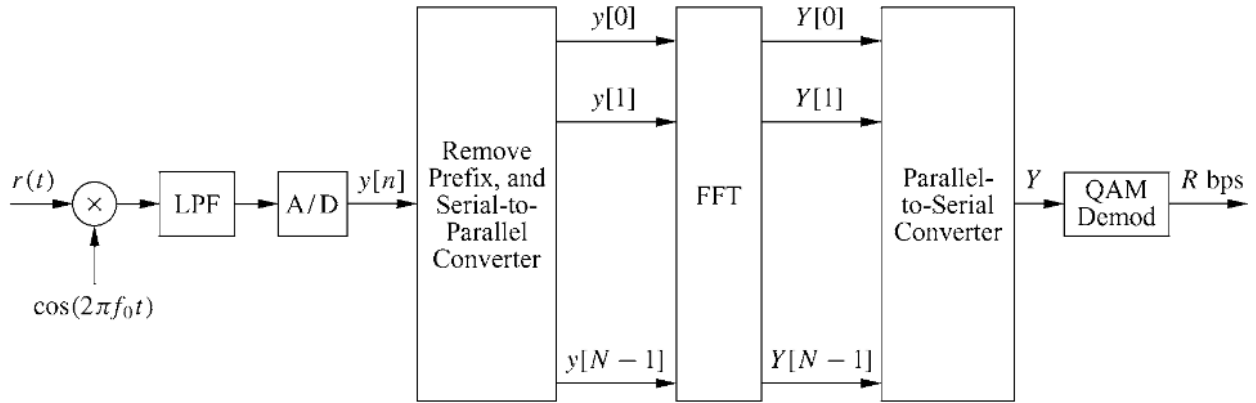 y[0]
Y[0]
y[1]
Y[1]
r(t)
×
LPF
A/D
y[n]
Remove
Prefix, and
Serial-to-
Parallel
Converter
FFT
Parallel-
to-Serial
Converter
Y
QAM
Demod
R bps
cos(2πf₀t)
y[N − 1]
Y[N − 1]